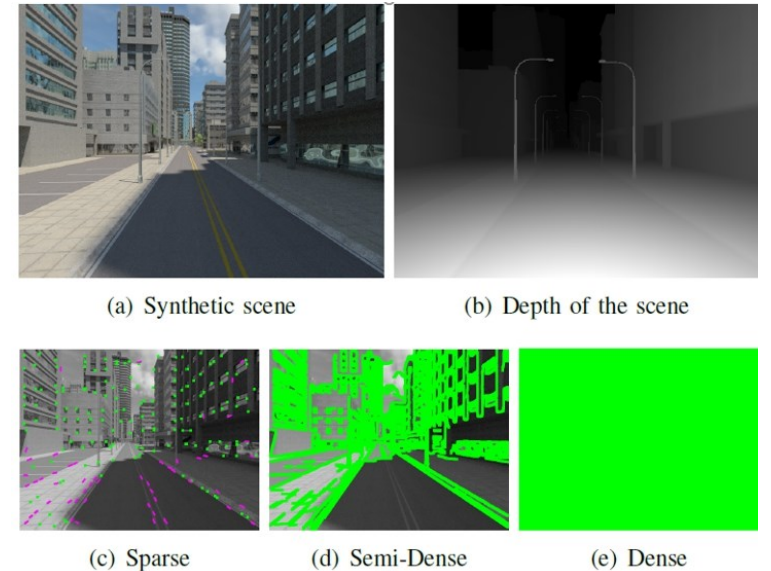 (a) Synthetic scene
(b) Depth of the scene
(c) Sparse
(d) Semi-Dense
(e) Dense